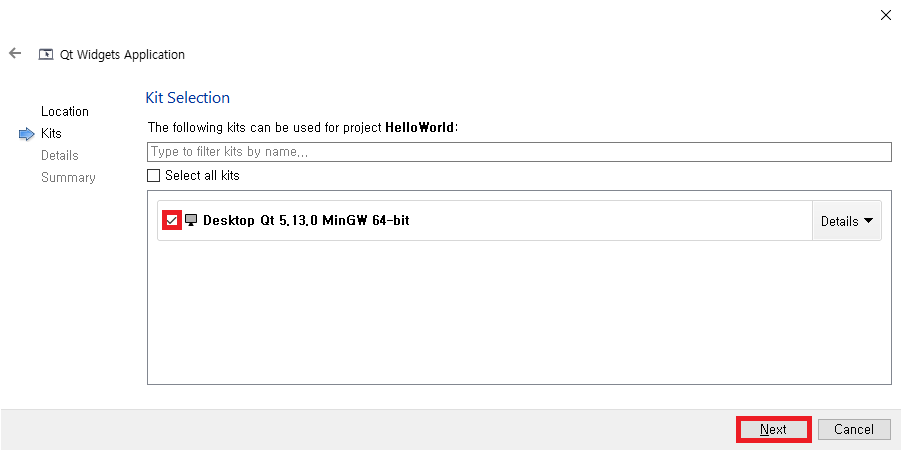 Qt Widgets Application
Location
Kits
Details
Summary
Kit Selection
The following kits can be used for project HelloWorld:
Type to filter kits by name...
Select all kits
Desktop Qt 5.13.0 MinGW 64-bit
Details
Next
Cancel